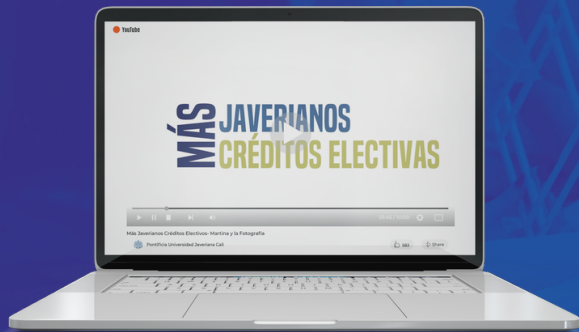 YouTube
MÁS JAVERIANOS
CRÉDITOS ELECTIVAS
Más Javerianos Créditos Electivos- Martina y la Fotografía
Pontificia Universidad Javeriana Cali
Share